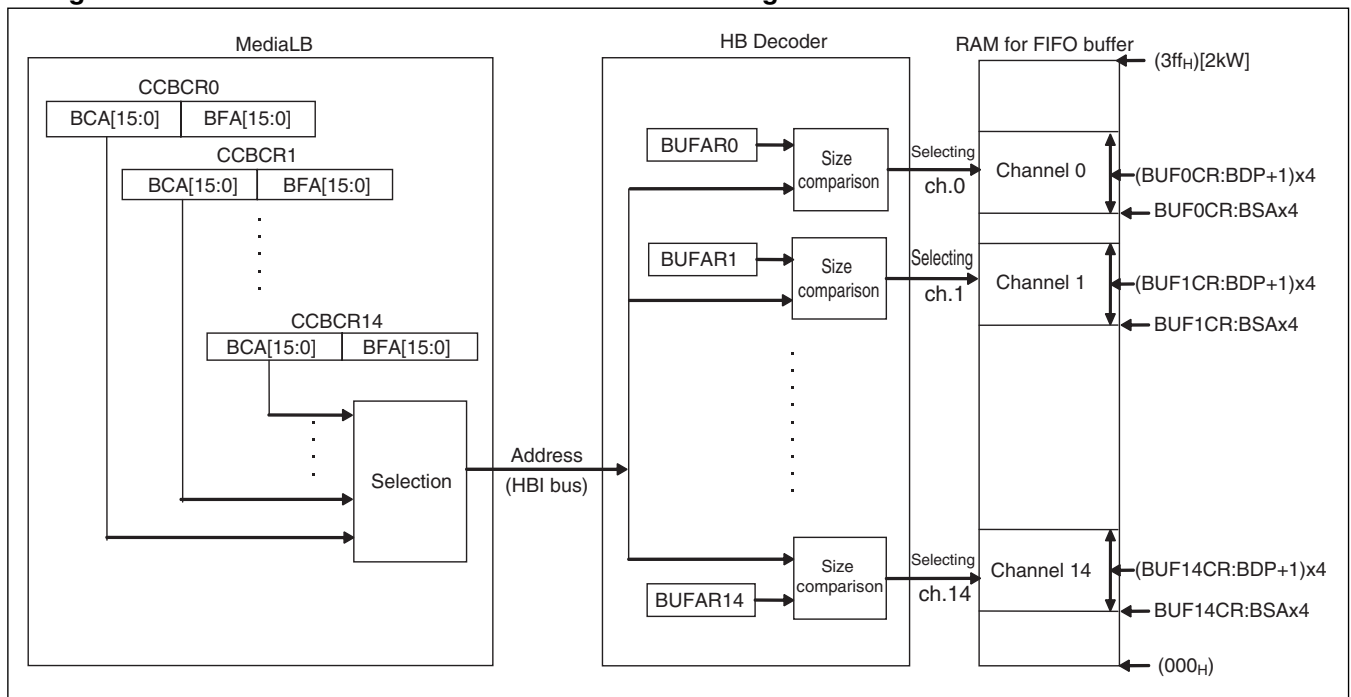 MediaLB
CCBCR0
BCA[15:0] BFA[15:0]
CCBCR1
BCA[15:0] BFA[15:0]
CCBCR14
BCA[15:0] BFA[15:0]
Selection
Address
(HBI bus)
HB Decoder
BUFAR0
Size
comparison
Selecting
ch.0
BUFAR1
Size
comparison
Selecting
ch.1
Size
comparison
BUFAR14
Selecting
ch.14
RAM for FIFO buffer
(3ffH)[2kW]
Channel 0
(BUF0CR:BDP+1)x4
BUF0CR:BSAx4
Channel 1
(BUF1CR:BDP+1)x4
BUF1CR:BSAx4
Channel 14
(BUF14CR:BDP+1)x4
BUF14CR:BSAx4
(000H)